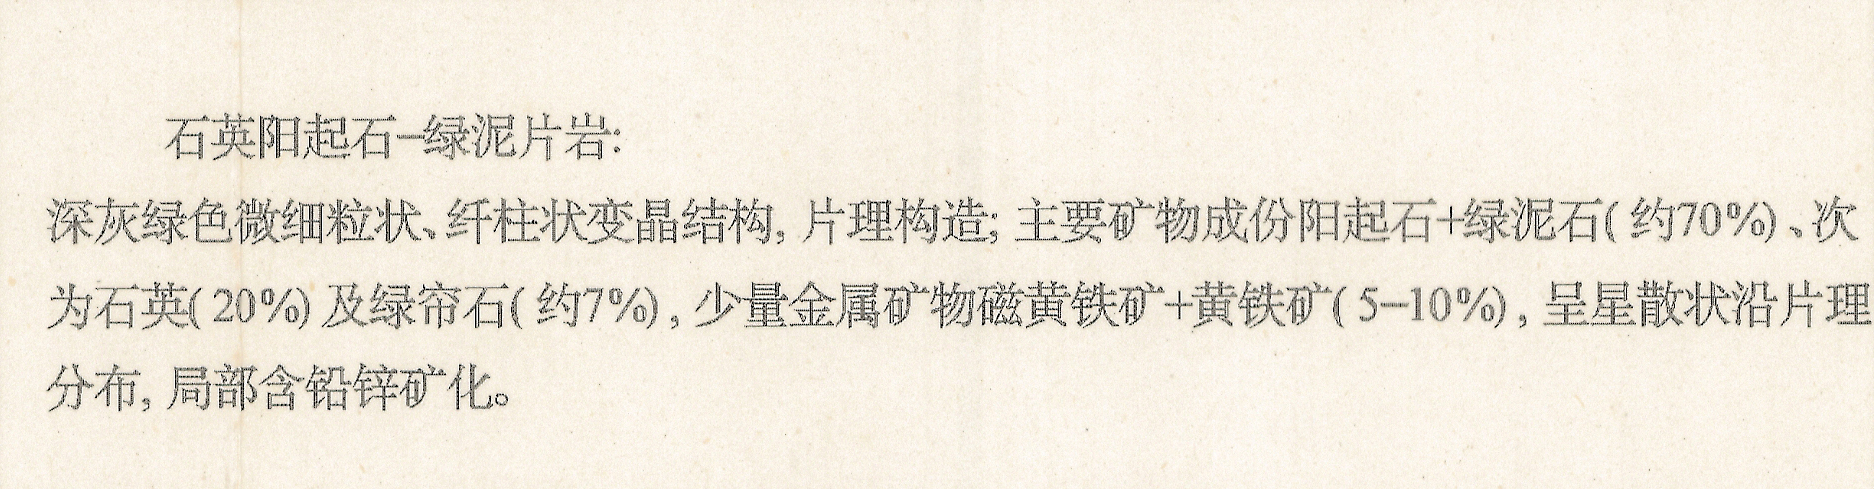 石英阳起石-绿泥片岩:
深灰绿色微细粒状、纤柱状变晶结构, 片理构造; 主要矿物成份阳起石+绿泥石(约70%)、次
为石英(20%)及绿帘石(约7%), 少量金属矿物磁黄铁矿+黄铁矿(5-10%), 呈星散状沿片理
分布, 局部含铅锌矿化。